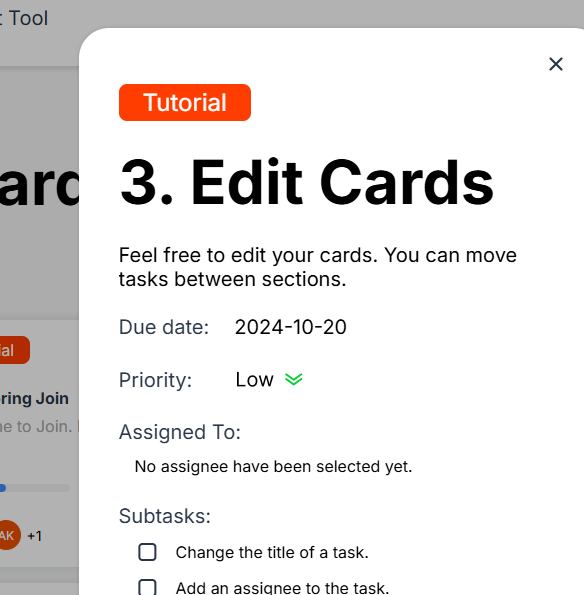 t Tool
Tutorial
3. Edit Cards
Feel free to edit your cards. You can move
tasks between sections.
Due date: 2024-10-20
Priority: Low
Assigned To:
No assignee have been selected yet.
Subtasks:
Change the title of a task.
Add an assignee to the task.
ard
ial
ring Join
me to Join.
AK +1